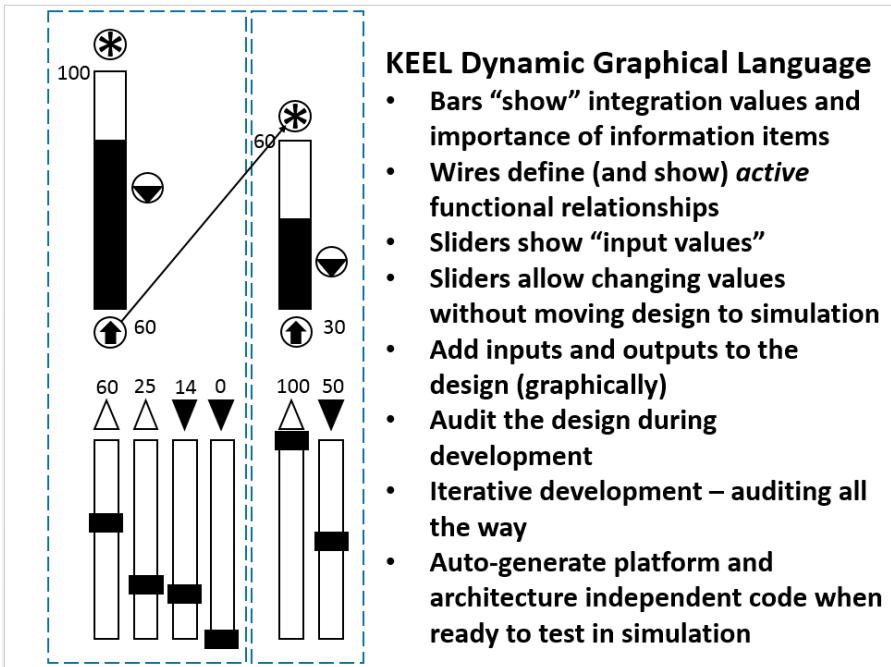 100
60
60
25
14
0
60
30
100
50
KEEL Dynamic Graphical Language
• Bars “show” integration values and
importance of information items
• Wires define (and show) active
functional relationships
• Sliders show “input values”
• Sliders allow changing values
without moving design to simulation
• Add inputs and outputs to the
design (graphically)
• Audit the design during
development
• Iterative development – auditing all
the way
• Auto-generate platform and
architecture independent code when
ready to test in simulation